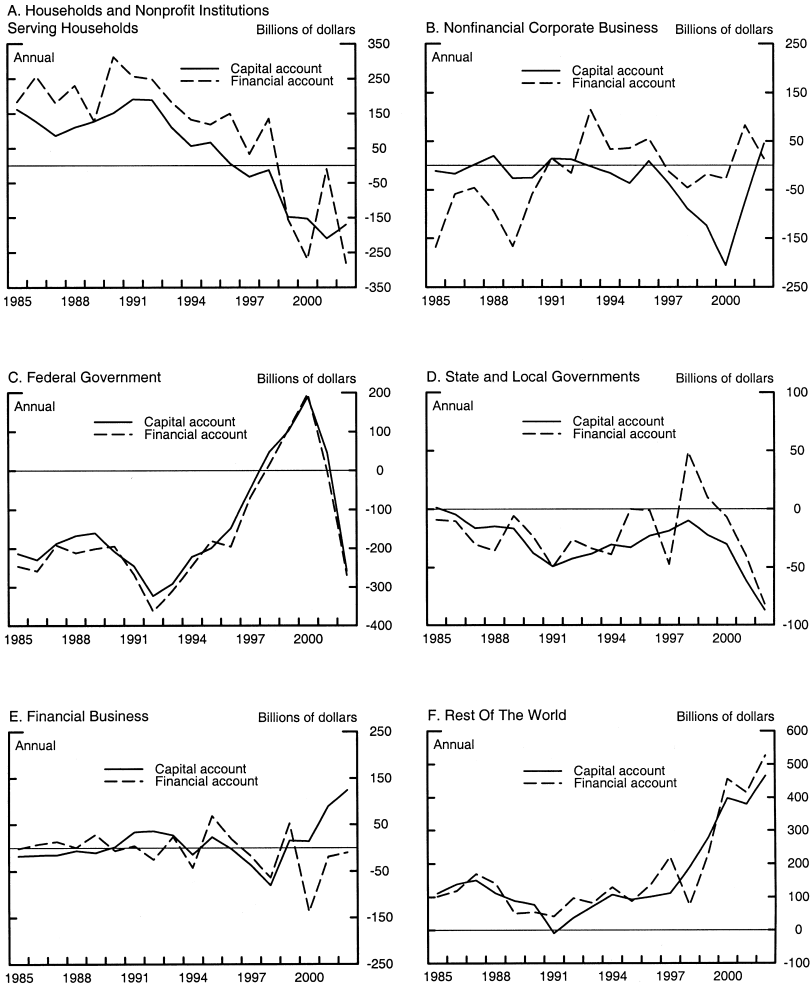 A. Households and Nonprofit Institutions
Serving Households
Billions of dollars
Annual
Capital account
Financial account
350
250
150
50
-50
-150
-250
-350
1985 1988 1991 1994 1997 2000
B. Nonfinancial Corporate Business
Billions of dollars
Annual
Capital account
Financial account
250
150
50
-50
-150
-250
1985 1988 1991 1994 1997 2000
C. Federal Government
Billions of dollars
Annual
Capital account
Financial account
200
100
0
-100
-200
-300
-400
1985 1988 1991 1994 1997 2000
D. State and Local Governments
Billions of dollars
Annual
Capital account
Financial account
100
50
0
-50
-100
1985 1988 1991 1994 1997 2000
E. Financial Business
Billions of dollars
Annual
Capital account
Financial account
250
150
50
-50
-150
-250
1985 1988 1991 1994 1997 2000
F. Rest Of The World
Billions of dollars
Annual
Capital account
Financial account
600
500
400
300
200
100
0
-100
1985 1988 1991 1994 1997 2000